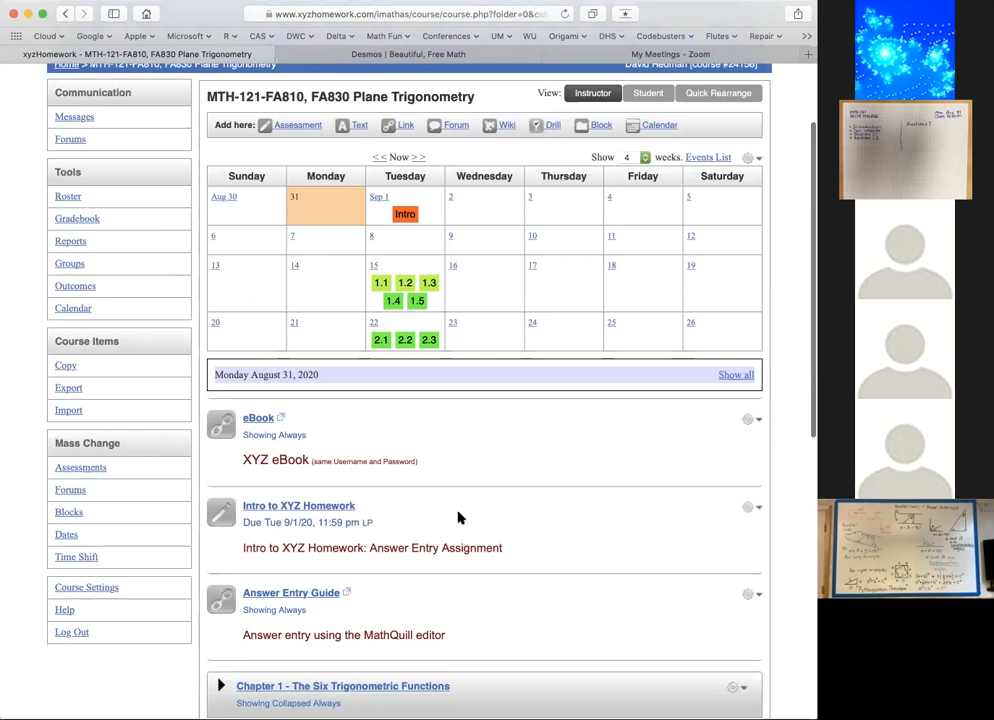 www.xyzhomework.com/imathas/course/course.php?folder=0&cid
Cloud Google Apple Microsoft R CAS DWC Delta Math Fun Conferences UM WU Origami DHS Codebusters Flutes Repair >>
xyzHomework - MTH-121-FA810, FA830 Plane Trigonometry Desmos | Beautiful, Free Math My Meetings - Zoom +
Home > MTH-121-FA810, FA830 Plane Trigonometry David Redman [course #24158]
Communication
Messages
Forums
Tools
Roster
Gradebook
Reports
Groups
Outcomes
Calendar
Course Items
Copy
Export
Import
Mass Change
Assessments
Forums
Blocks
Dates
Time Shift
Course Settings
Help
Log Out
MTH-121-FA810, FA830 Plane Trigonometry View: Instructor Student Quick Rearrange
Add here: Assessment Text Link Forum Wiki Drill Block Calendar
< < Now > > Show 4 weeks. Events List
Sunday Monday Tuesday Wednesday Thursday Friday Saturday
Aug 30 31 Sep 1 2 3 4 5
Intro
6 7 8 9 10 11 12
13 14 15 16 17 18 19
1.1 1.2 1.3
1.4 1.5
20 21 22 23 24 25 26
2.1 2.2 2.3
Monday August 31, 2020 Show all
eBook
Showing Always
XYZ eBook (same Username and Password)
Intro to XYZ Homework
Due Tue 9/1/20, 11:59 pm LP
Intro to XYZ Homework: Answer Entry Assignment
Answer Entry Guide
Showing Always
Answer entry using the MathQuill editor
Chapter 1 - The Six Trigonometric Functions
Showing Collapsed Always
Pythagorean Theorem